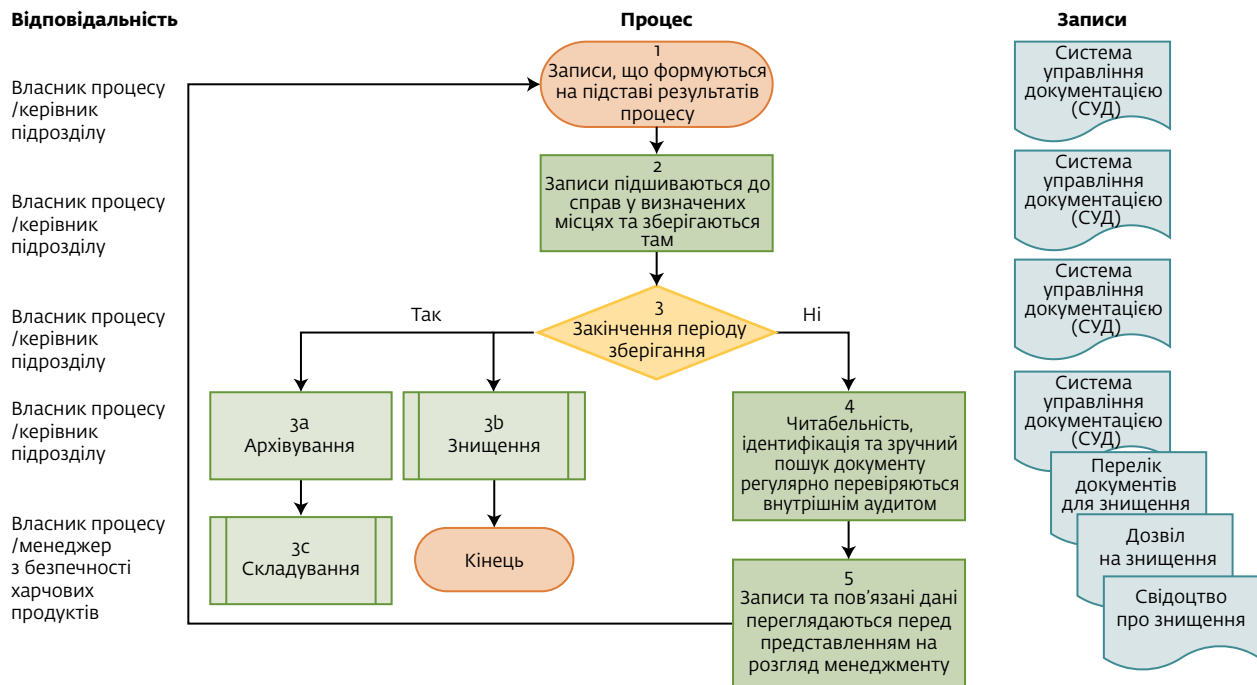 Відповідальність
Процес
Записи
Власник процесу
/керівник
підрозділу
1
Записи, що формуються
на підставі результатів
процесу
Система
управління
документацією
(СУД)
Власник процесу
/керівник
підрозділу
2
Записи підшиваються до
справ у визначених
місцях та зберігаються
там
Система
управління
документацією
(СУД)
Власник процесу
/керівник
підрозділу
Так
3
Закінчення періоду
зберігання
Ні
Система
управління
документацією
(СУД)
Власник процесу
/керівник
підрозділу
3a
Архівування
3b
Знищення
4
Читабельність,
ідентифікація та зручний
пошук документу
регулярно перевіряються
внутрішнім аудитом
Система
управління
документацією
(СУД)
Перелік
документів
для знищення
Власник процесу
/менеджер
з безпечності
харчових
продуктів
3c
Складування
Кінець
5
Записи та пов’язані дані
переглядаються перед
представленням на
розгляд менеджменту
Дозвіл
на знищення
Свідоцтво
про знищення